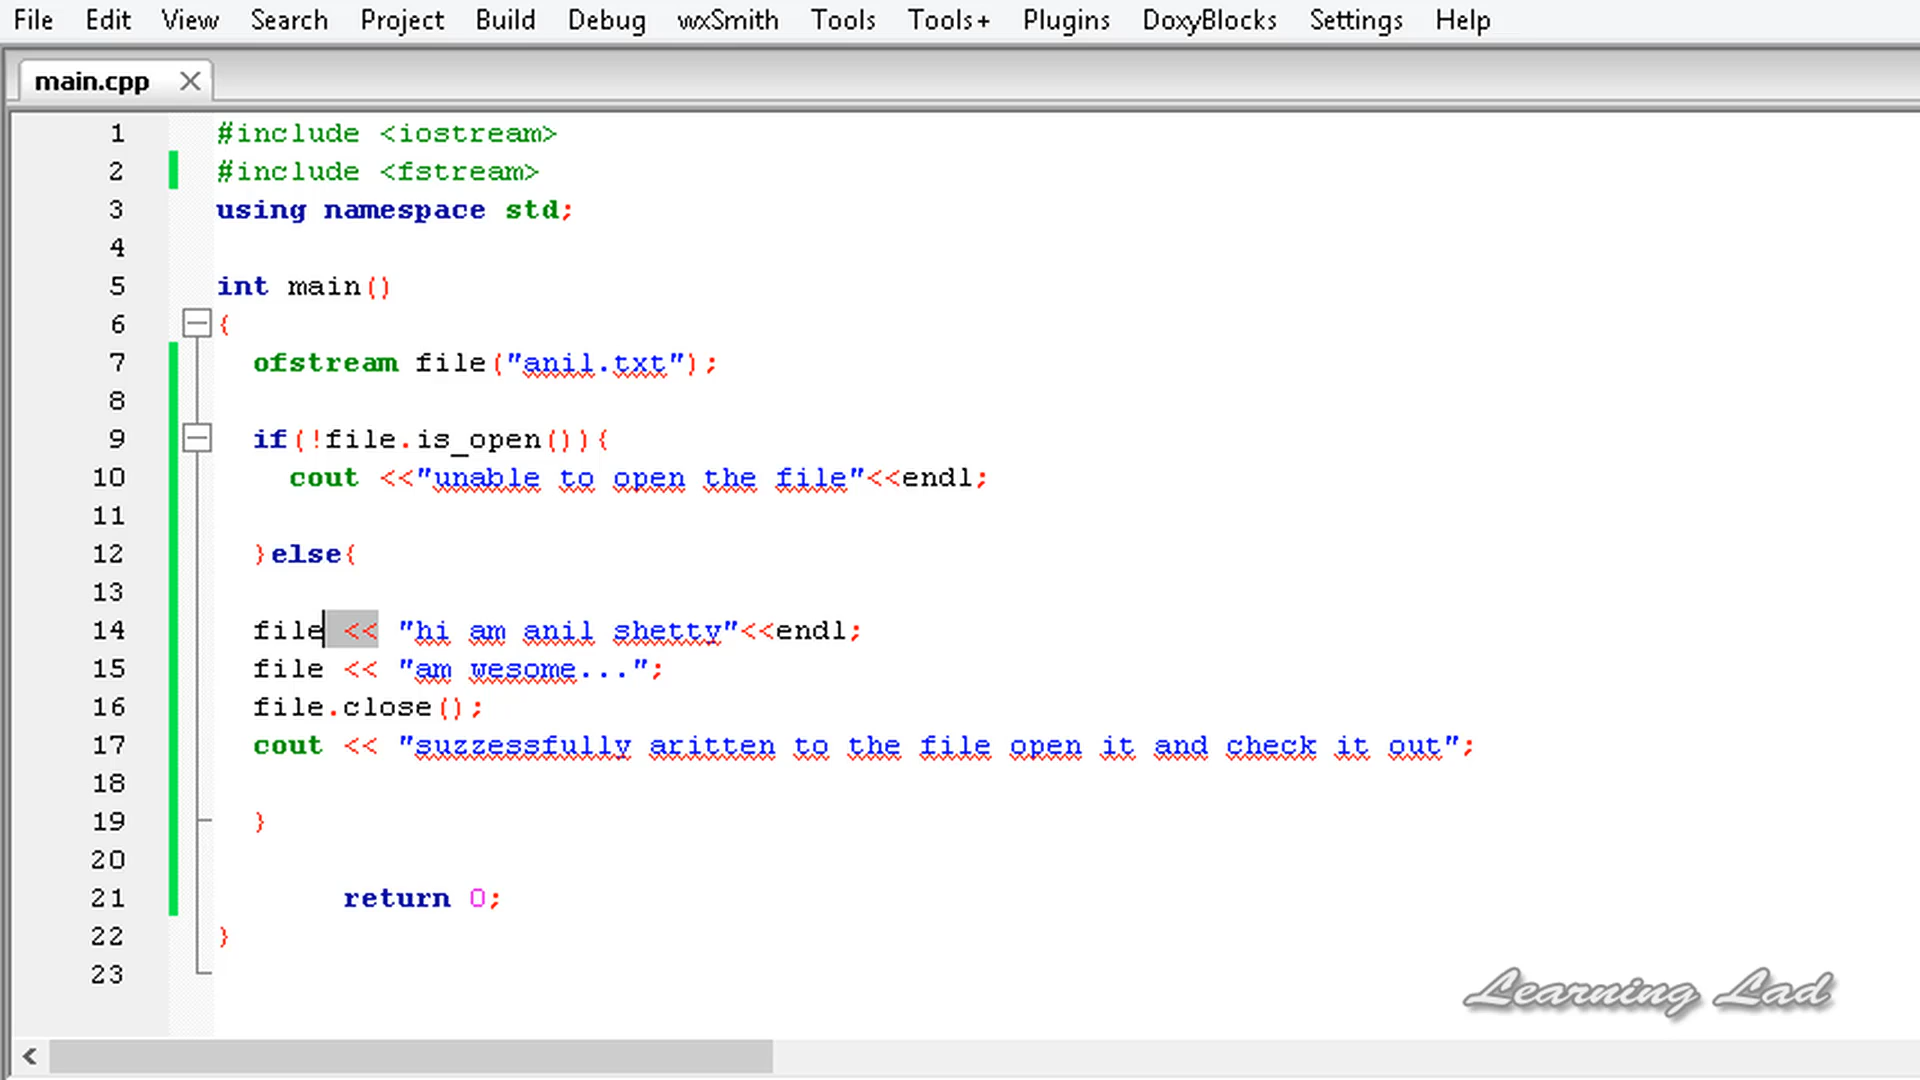 File Edit View Search Project Build Debug wxSmith Tools Tools+ Plugins DoxyBlocks Settings Help
main.cpp
1 #include <iostream>
2 #include <fstream>
3 using namespace std;
4
5 int main()
6 {
7 ofstream file("anil.txt");
8
9 if(!file.is_open()){
10 cout <<"unable to open the file"<<endl;
11
12 }else{
13
14 file << "hi am anil shetty"<<endl;
15 file << "am wesome...";
16 file.close();
17 cout << "suzzessfully aritten to the file open it and check it out";
18
19 }
20
21 return 0;
22 }
23
Learning Lad